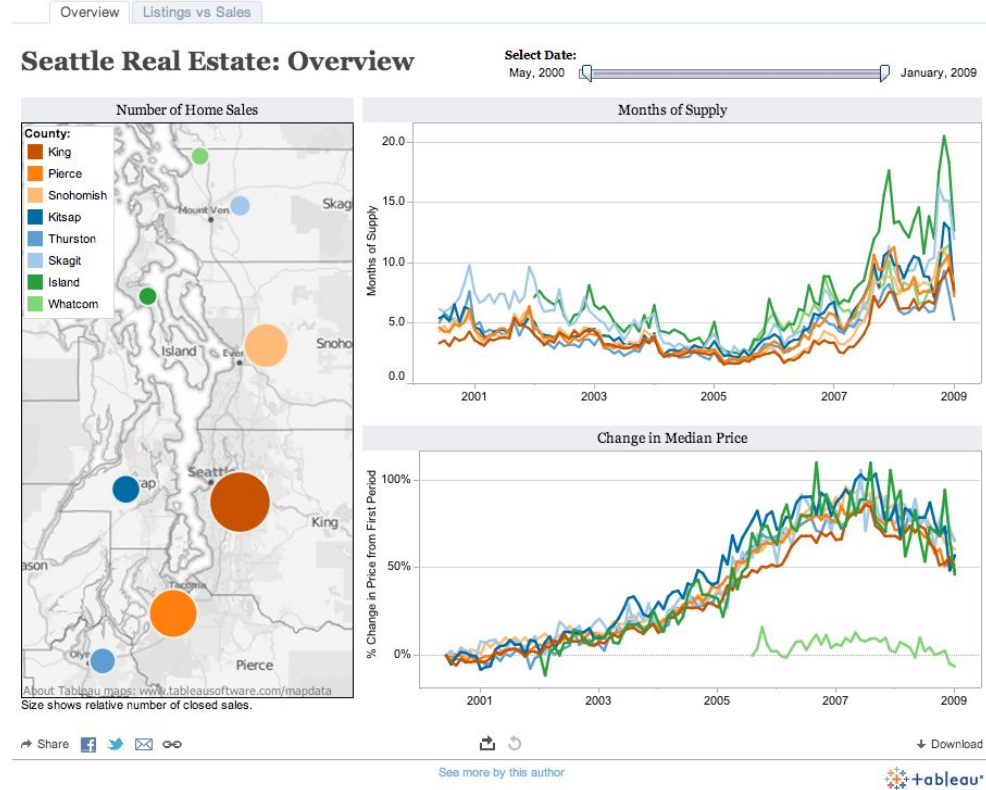 Overview
Listings vs Sales
Seattle Real Estate: Overview
Select Date:
May, 2000
January, 2009
Number of Home Sales
County:
King
Pierce
Snohomish
Kitsap
Thurston
Skagit
Island
Whatcom
Mount Ven
Skag
Island
Ever
Snoho
Seattle
ap
King
ason
Tacoma
Oly
Pierce
About Tableau maps: www.tableausoftware.com/mapdata
Size shows relative number of closed sales.
Months of Supply
Months of Supply
20.0
15.0
10.0
5.0
0.0
2001
2003
2005
2007
2009
Change in Median Price
% Change in Price from First Period
100%
50%
0%
2001
2003
2005
2007
2009
Share
Download
See more by this author
+ableau